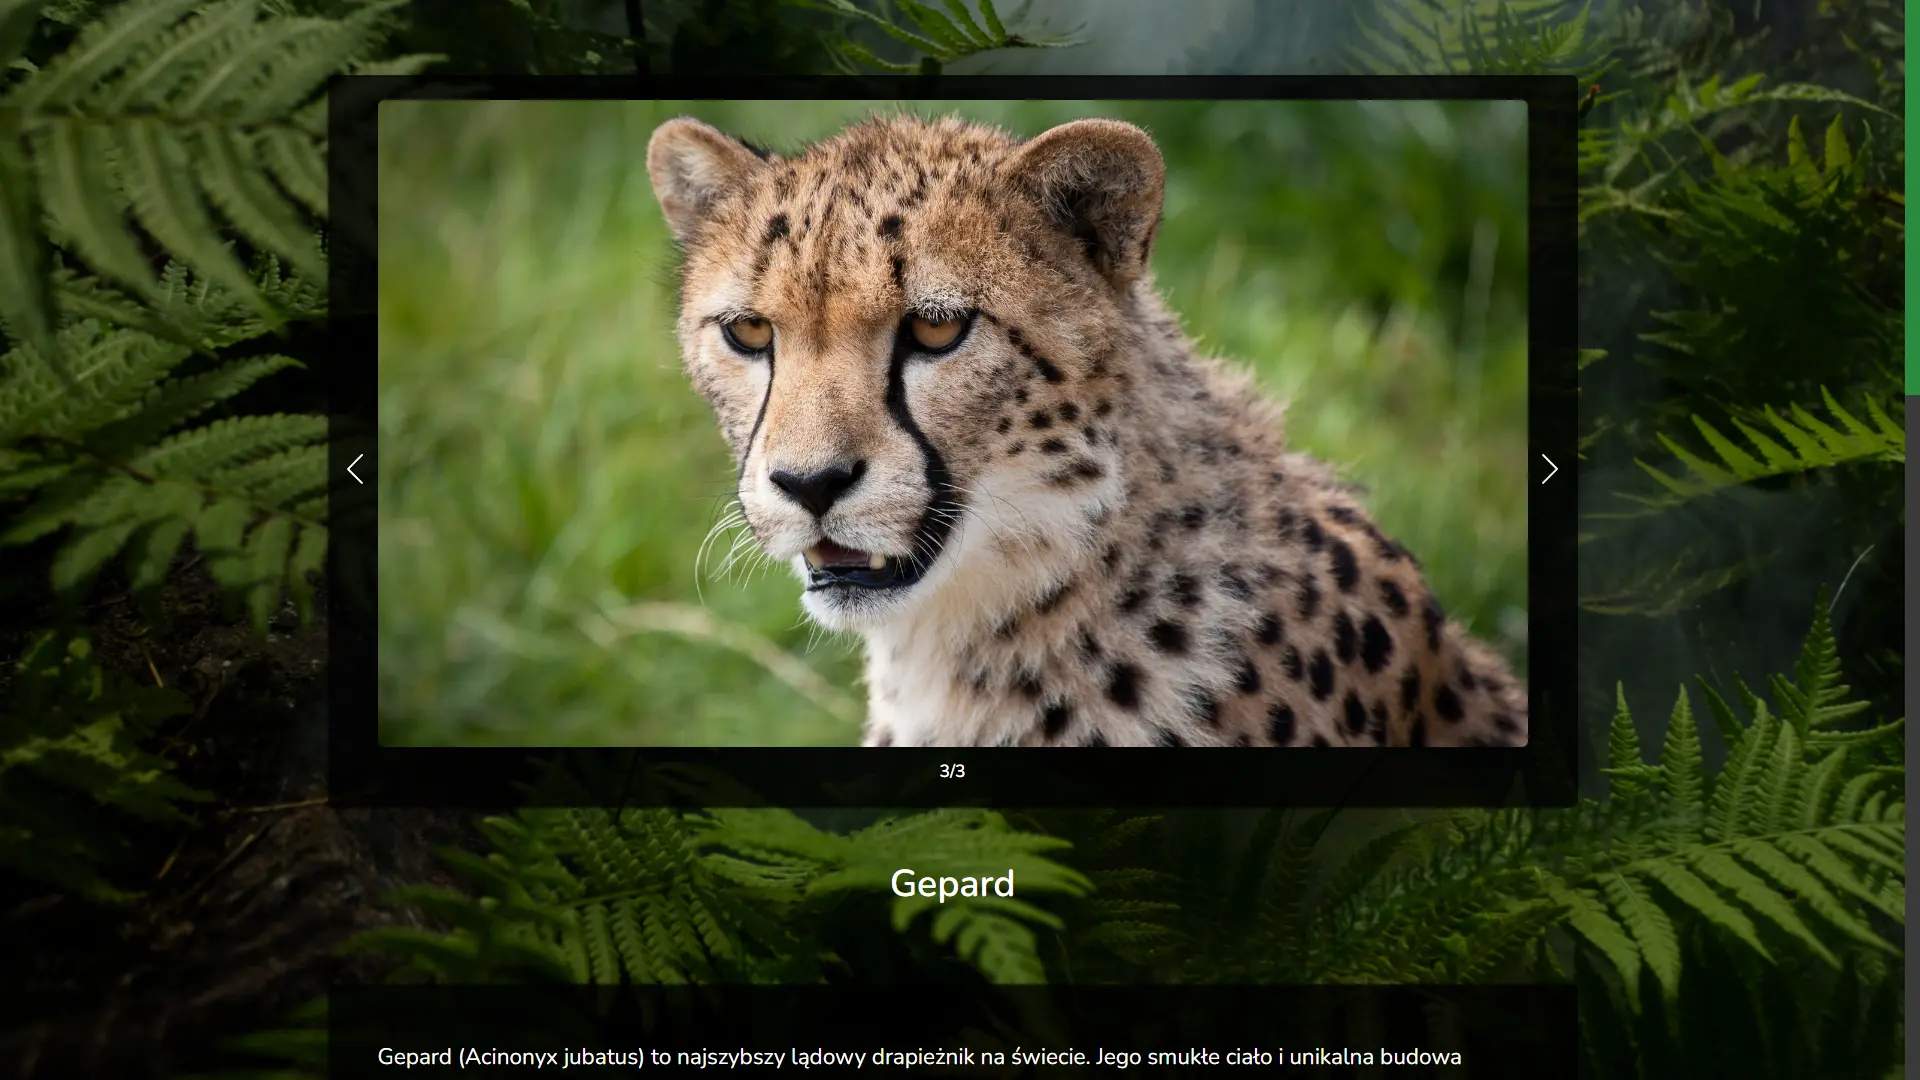 3/3
Gepard
Gepard (Acinonyx jubatus) to najszybszy lądowy drapieżnik na świecie. Jego smukłe ciało i unikalna budowa